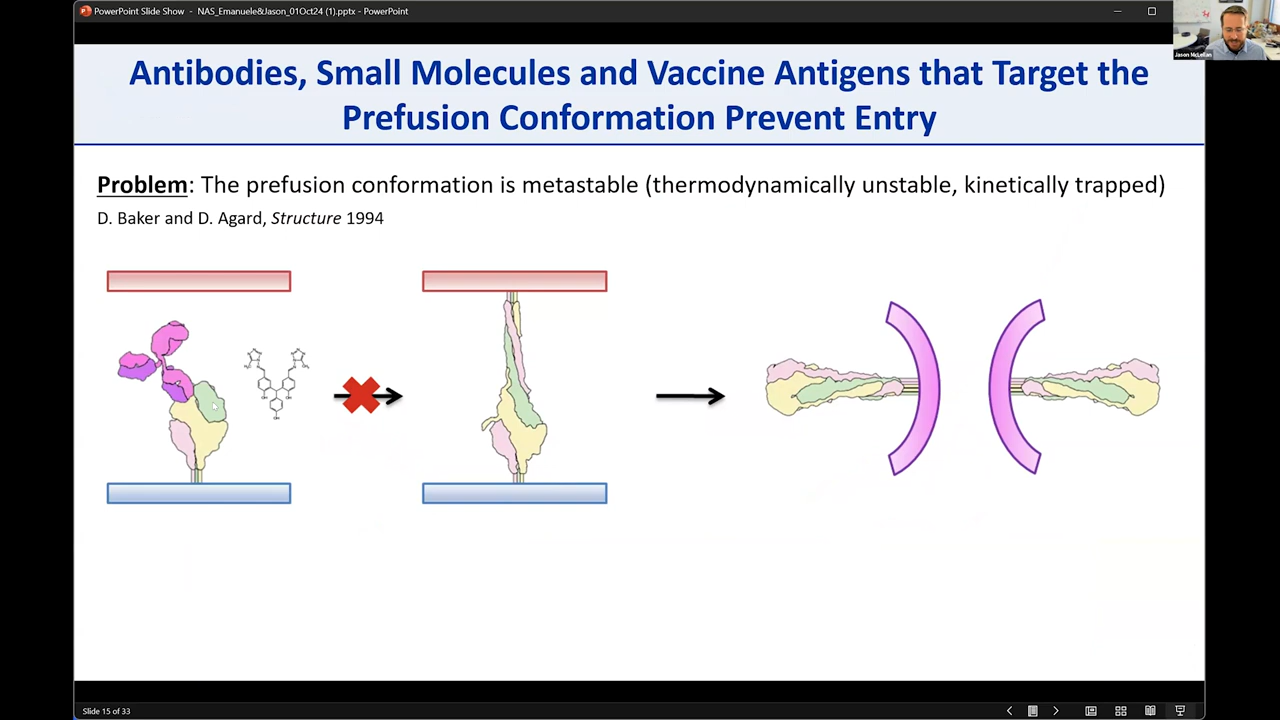 PowerPoint Slide Show - NAS_Emanuele&Jason_01Oct24 (1).pptx - PowerPoint
Jason McLellan
Antibodies, Small Molecules and Vaccine Antigens that Target the
Prefusion Conformation Prevent Entry
Problem: The prefusion conformation is metastable (thermodynamically unstable, kinetically trapped)
D. Baker and D. Agard, Structure 1994
Slide 15 of 33